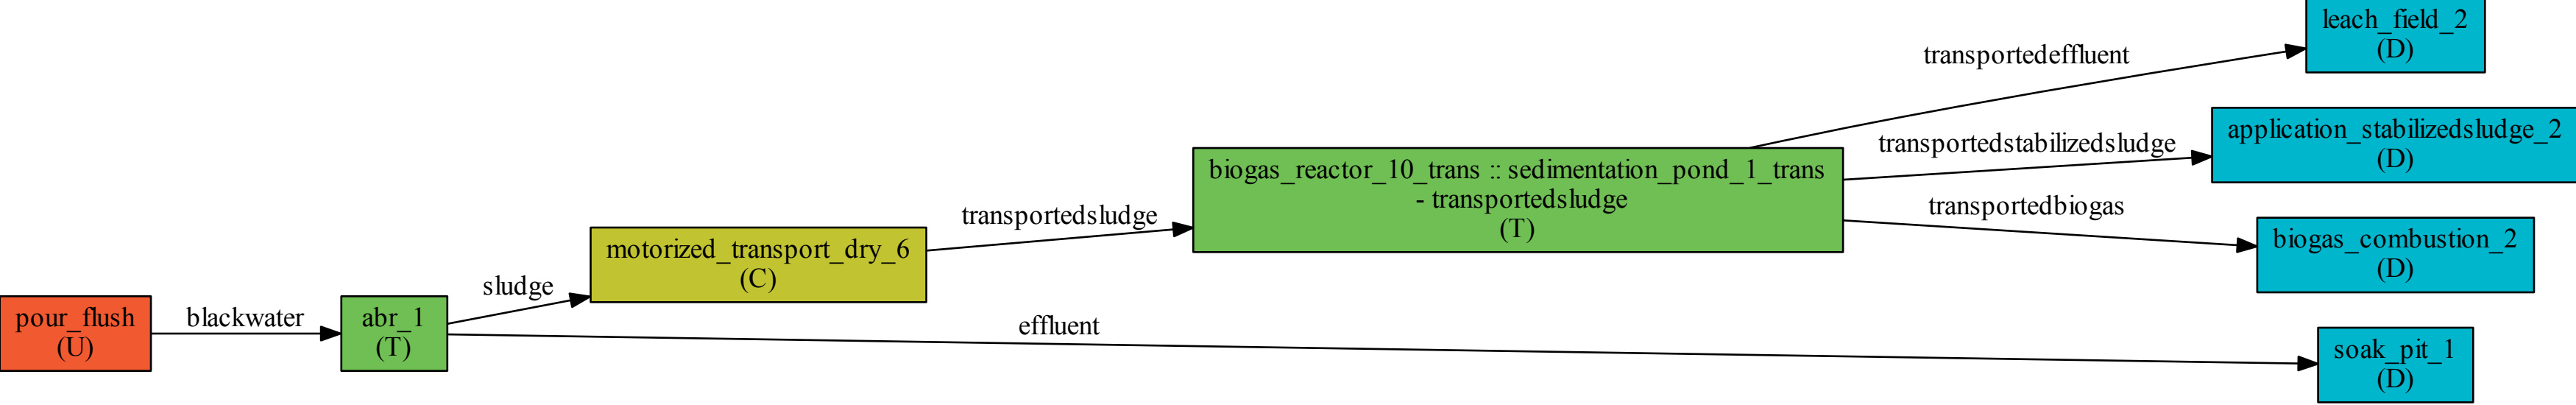 pour_flush
(U)
blackwater
abr_1
(T)
sludge
motorized_transport_dry_6
(C)
effluent
transportedsludge
biogas_reactor_10_trans :: sedimentation_pond_1_trans
- transportedsludge
(T)
transportedeffluent
transportedstabilizedsludge
transportedbiogas
leach_field_2
(D)
application_stabilizedsludge_2
(D)
biogas_combustion_2
(D)
soak_pit_1
(D)